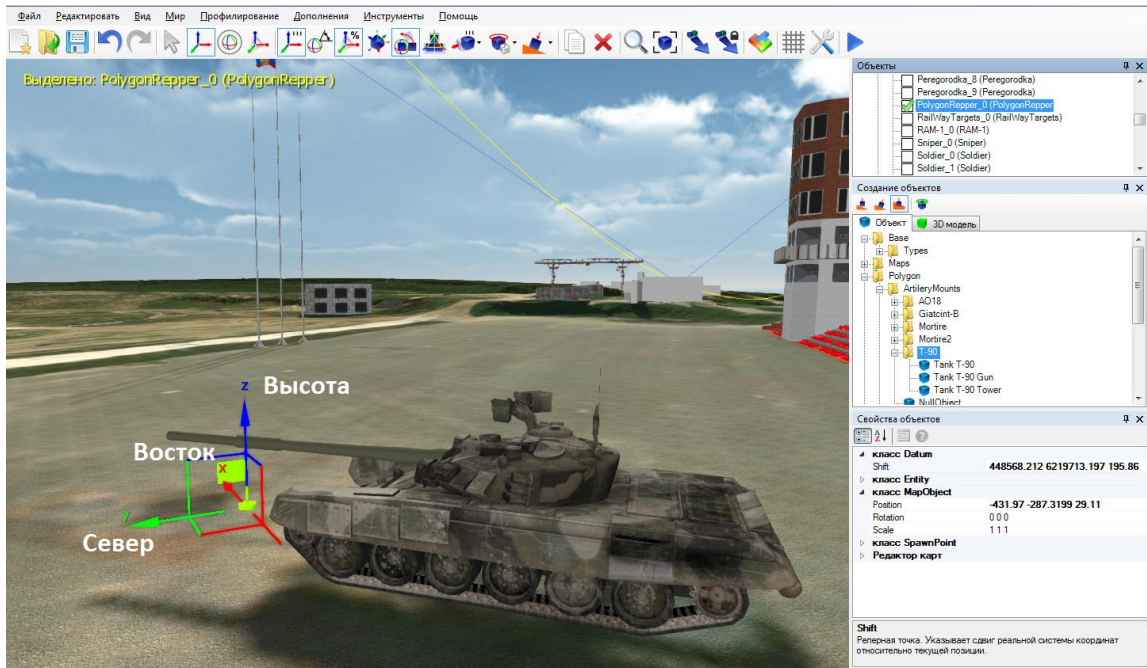 Файл Редактировать Вид Мир Профилирование Дополнения Инструменты Помощь
Выделено: PolygonRepper_0 (PolygonRepper)
z Высота
Восток
x
y
Север
Объекты
Peregorodka_8 (Peregorodka)
Peregorodka_9 (Peregorodka)
PolygonRepper_0 (PolygonRepper
RailWayTargets_0 (RailWayTargets)
RAM-1_0 (RAM-1)
Sniper_0 (Sniper)
Soldier_0 (Soldier)
Soldier_1 (Soldier)
Создание объектов
Объект 3D модель
Base
Types
Maps
Polygon
ArtileryMounts
AO18
Giatcint-B
Mortire
Mortire2
T-90
Tank T-90
Tank T-90 Gun
Tank T-90 Tower
NullObject
Свойства объектов
класс Datum
Shift 448568.212 6219713.197 195.86
класс Entity
класс MapObject
Position -431.97 -287.3199 29.11
Rotation 0 0 0
Scale 1 1 1
класс SpawnPoint
Редактор карт
Shift
Реперная точка. Указывает сдвиг реальной системы координат
относительно текущей позиции.